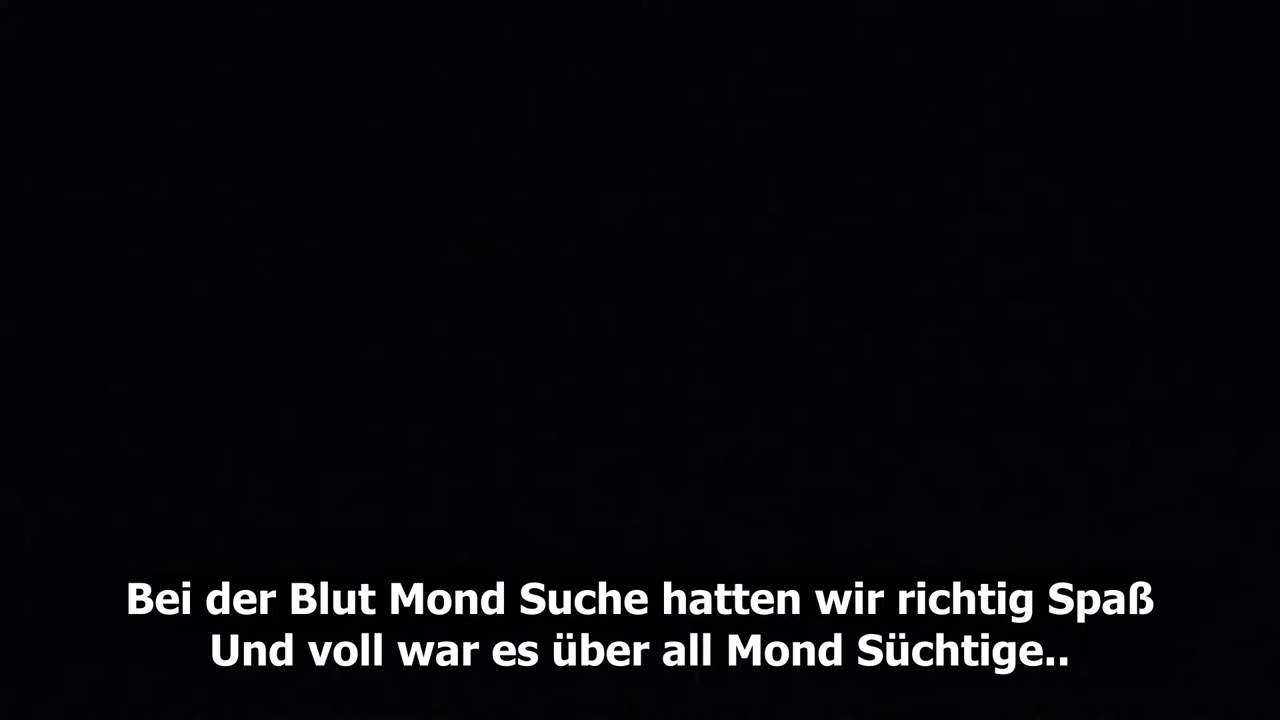 Bei der Blut Mond Suche hatten wir richtig Spaß
Und voll war es über all Mond Süchtige..